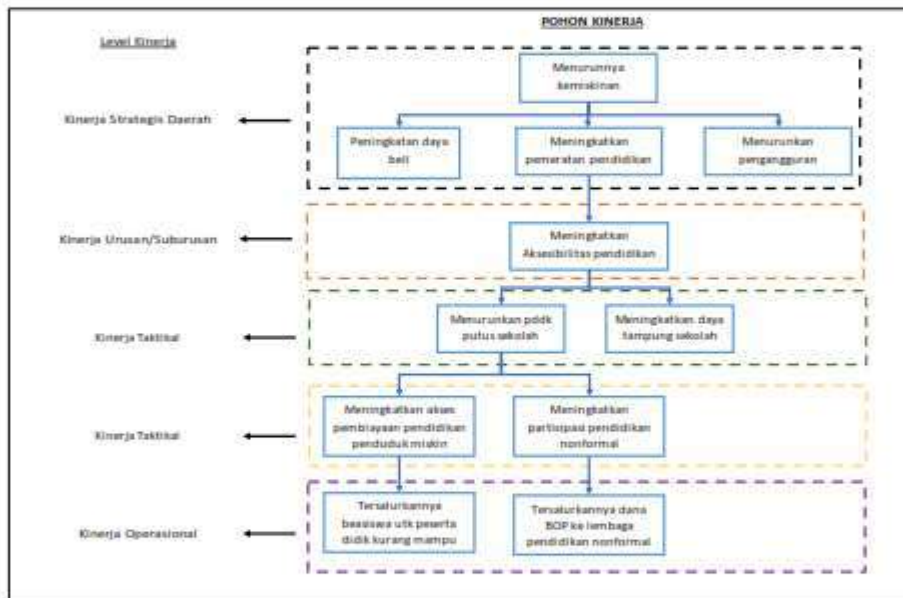 POHON KINERJA
Level Kinerja
Menurunnya
kemiskinan
Kinerja Strategis Daerah
Peningkatan daya
beli
Meningkatkan
pemeratan pendidikan
Menurunkan
pengangguran
Kinerja Urusan/Suburusan
Meningkatkan
Aksesibilitas pendidikan
Kinerja Taktikal
Menurunkan pddk
putus sekolah
Meningkatkan daya
tampung sekolah
Kinerja Taktikal
Meningkatkan akses
pembiayaan pendidikan
penduduk miskin
Meningkatkan
partisipasi pendidikan
nonformal
Kinerja Operasional
Tersalurkannya
beasiswa utk peserta
didik kurang mampu
Tersalurkannya dana
BOP ke lembaga
pendidikan nonformal